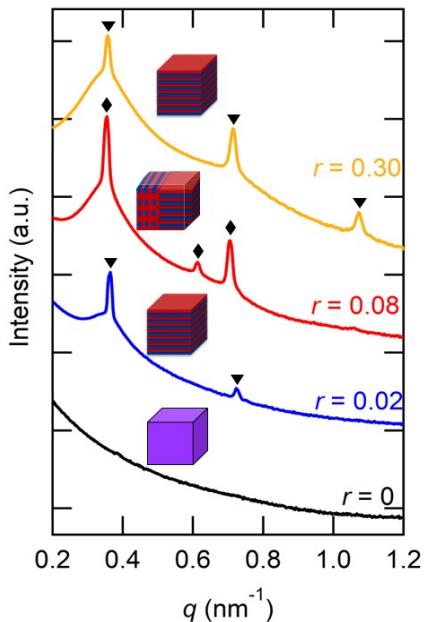 Intensity (a.u.)
r = 0.30
r = 0.08
r = 0.02
r = 0
0.2 0.4 0.6 0.8 1.0 1.2
q (nm⁻¹)